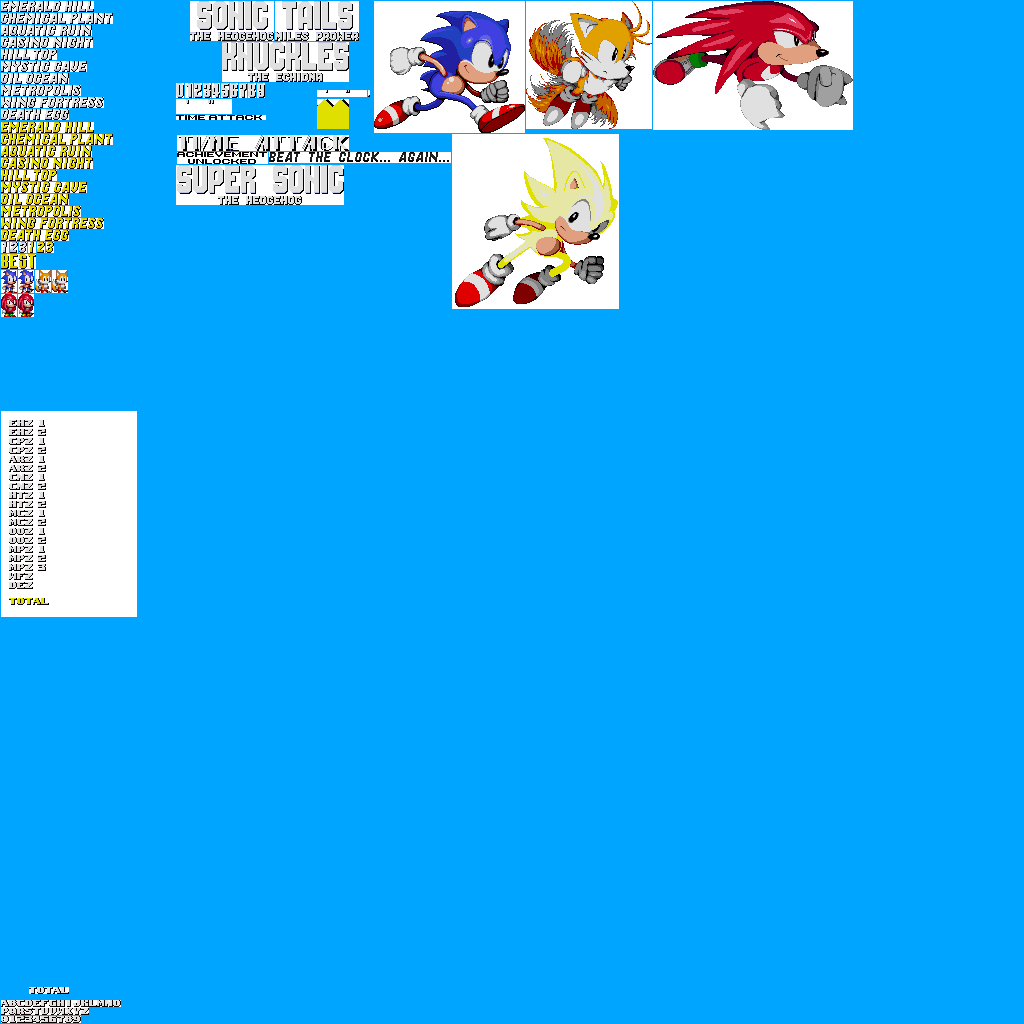 EMERALD HILL
CHEMICAL PLANT
AQUATIC RUIN
CASINO NIGHT
HILL TOP
MYSTIC CAVE
OIL OCEAN
METROPOLIS
WING FORTRESS
DEATH EGG
EMERALD HILL
CHEMICAL PLANT
AQUATIC RUIN
CASINO NIGHT
HILL TOP
MYSTIC CAVE
OIL OCEAN
METROPOLIS
WING FORTRESS
DEATH EGG
123123
BEST
SONIC TAILS
THE HEDGEHOG MILES PROWER
KNUCKLES
THE ECHIDNA
0123456789
' "
' "
TIME ATTACK
TIME ATTACK
ACHIEVEMENT
UNLOCKED
BEAT THE CLOCK... AGAIN...
SUPER SONIC
THE HEDGEHOG
EHZ 1
EHZ 2
CPZ 1
CPZ 2
ARZ 1
ARZ 2
CNZ 1
CNZ 2
HTZ 1
HTZ 2
MCZ 1
MCZ 2
OOZ 1
OOZ 2
MPZ 1
MPZ 2
MPZ 3
WFZ
DEZ
TOTAL
TOTAL